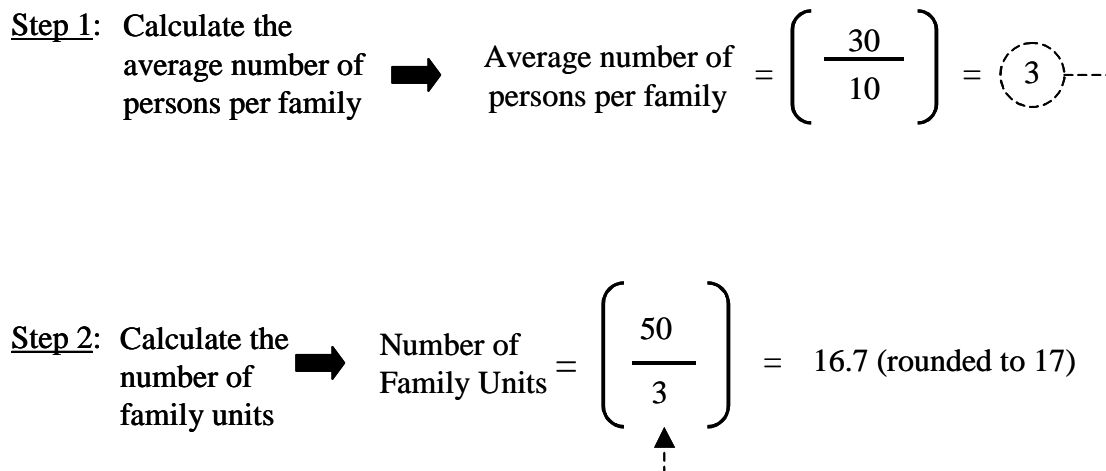 Step 1: Calculate the
average number of
persons per family
Average number of
persons per family
= ( 30 / 10 ) = 3
Step 2: Calculate the
number of
family units
Number of
Family Units
= ( 50 / 3 ) = 16.7 (rounded to 17)